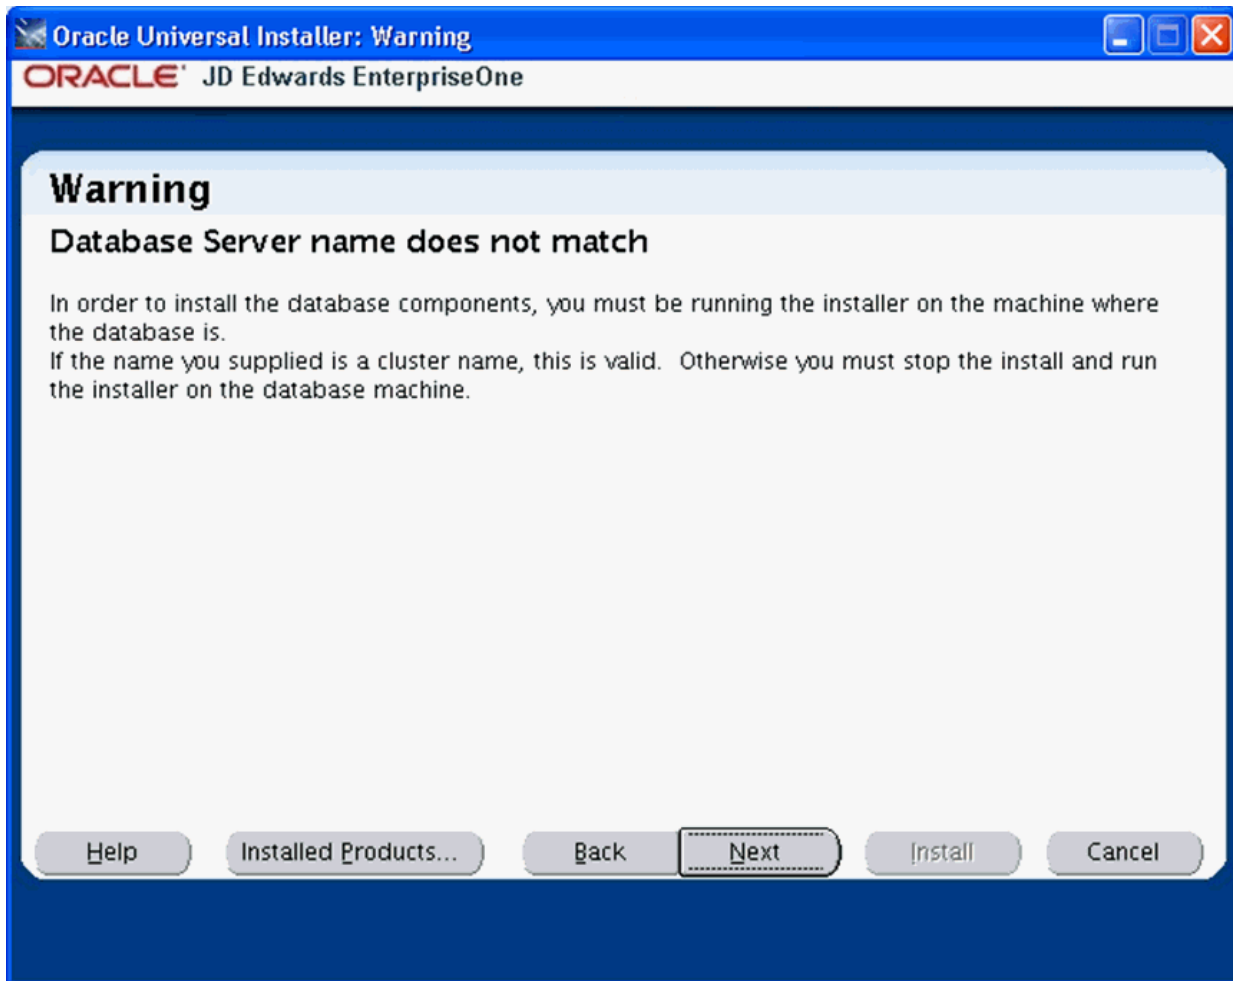 Oracle Universal Installer: Warning
ORACLE JD Edwards EnterpriseOne
Warning
Database Server name does not match
In order to install the database components, you must be running the installer on the machine where
the database is.
If the name you supplied is a cluster name, this is valid.  Otherwise you must stop the install and run
the installer on the database machine.
Help Installed Products... Back Next Install Cancel